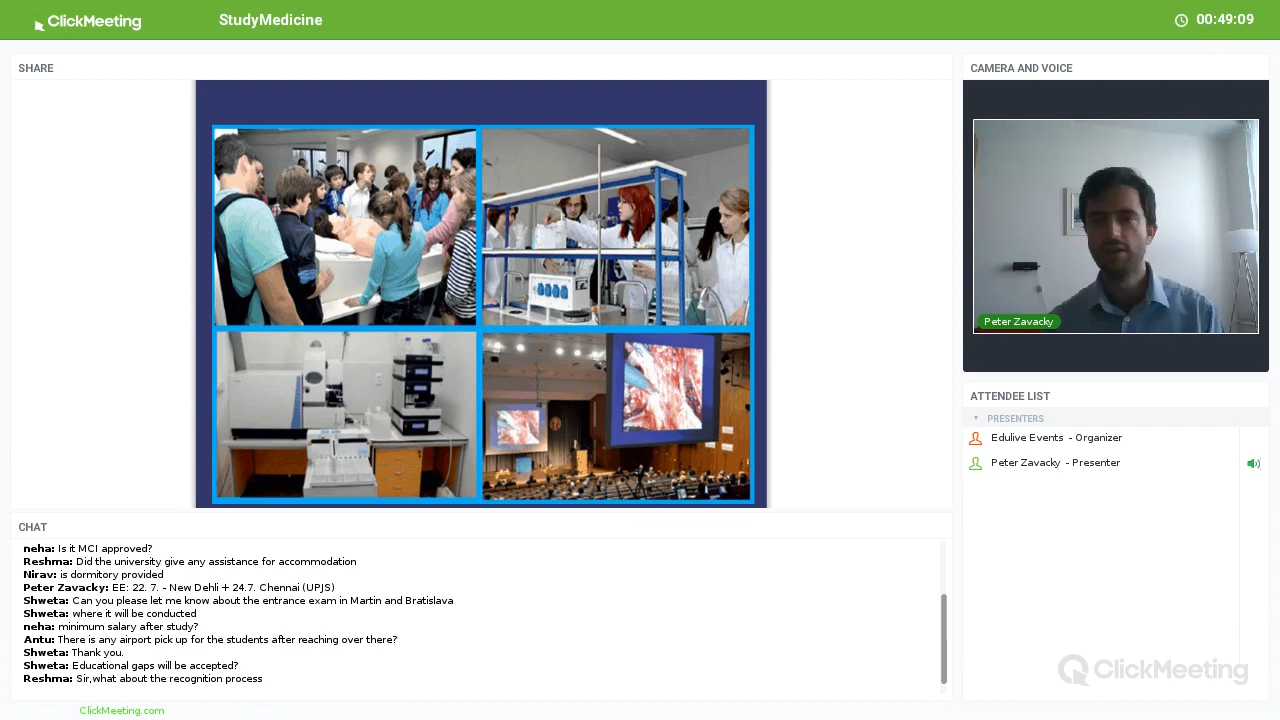 ClickMeeting
StudyMedicine
00:49:09
SHARE
CAMERA AND VOICE
Peter Zavacky
ATTENDEE LIST
PRESENTERS
Edulive Events - Organizer
Peter Zavacky - Presenter
CHAT
neha: Is it MCI approved?
Reshma: Did the university give any assistance for accommodation
Nirav: is dormitory provided
Peter Zavacky: EE: 22. 7. - New Dehli + 24.7. Chennai (UPJS)
Shweta: Can you please let me know about the entrance exam in Martin and Bratislava
Shweta: where it will be conducted
neha: minimum salary after study?
Antu: There is any airport pick up for the students after reaching over there?
Shweta: Thank you.
Shweta: Educational gaps will be accepted?
Reshma: Sir,what about the recognition process
ClickMeeting
ClickMeeting.com